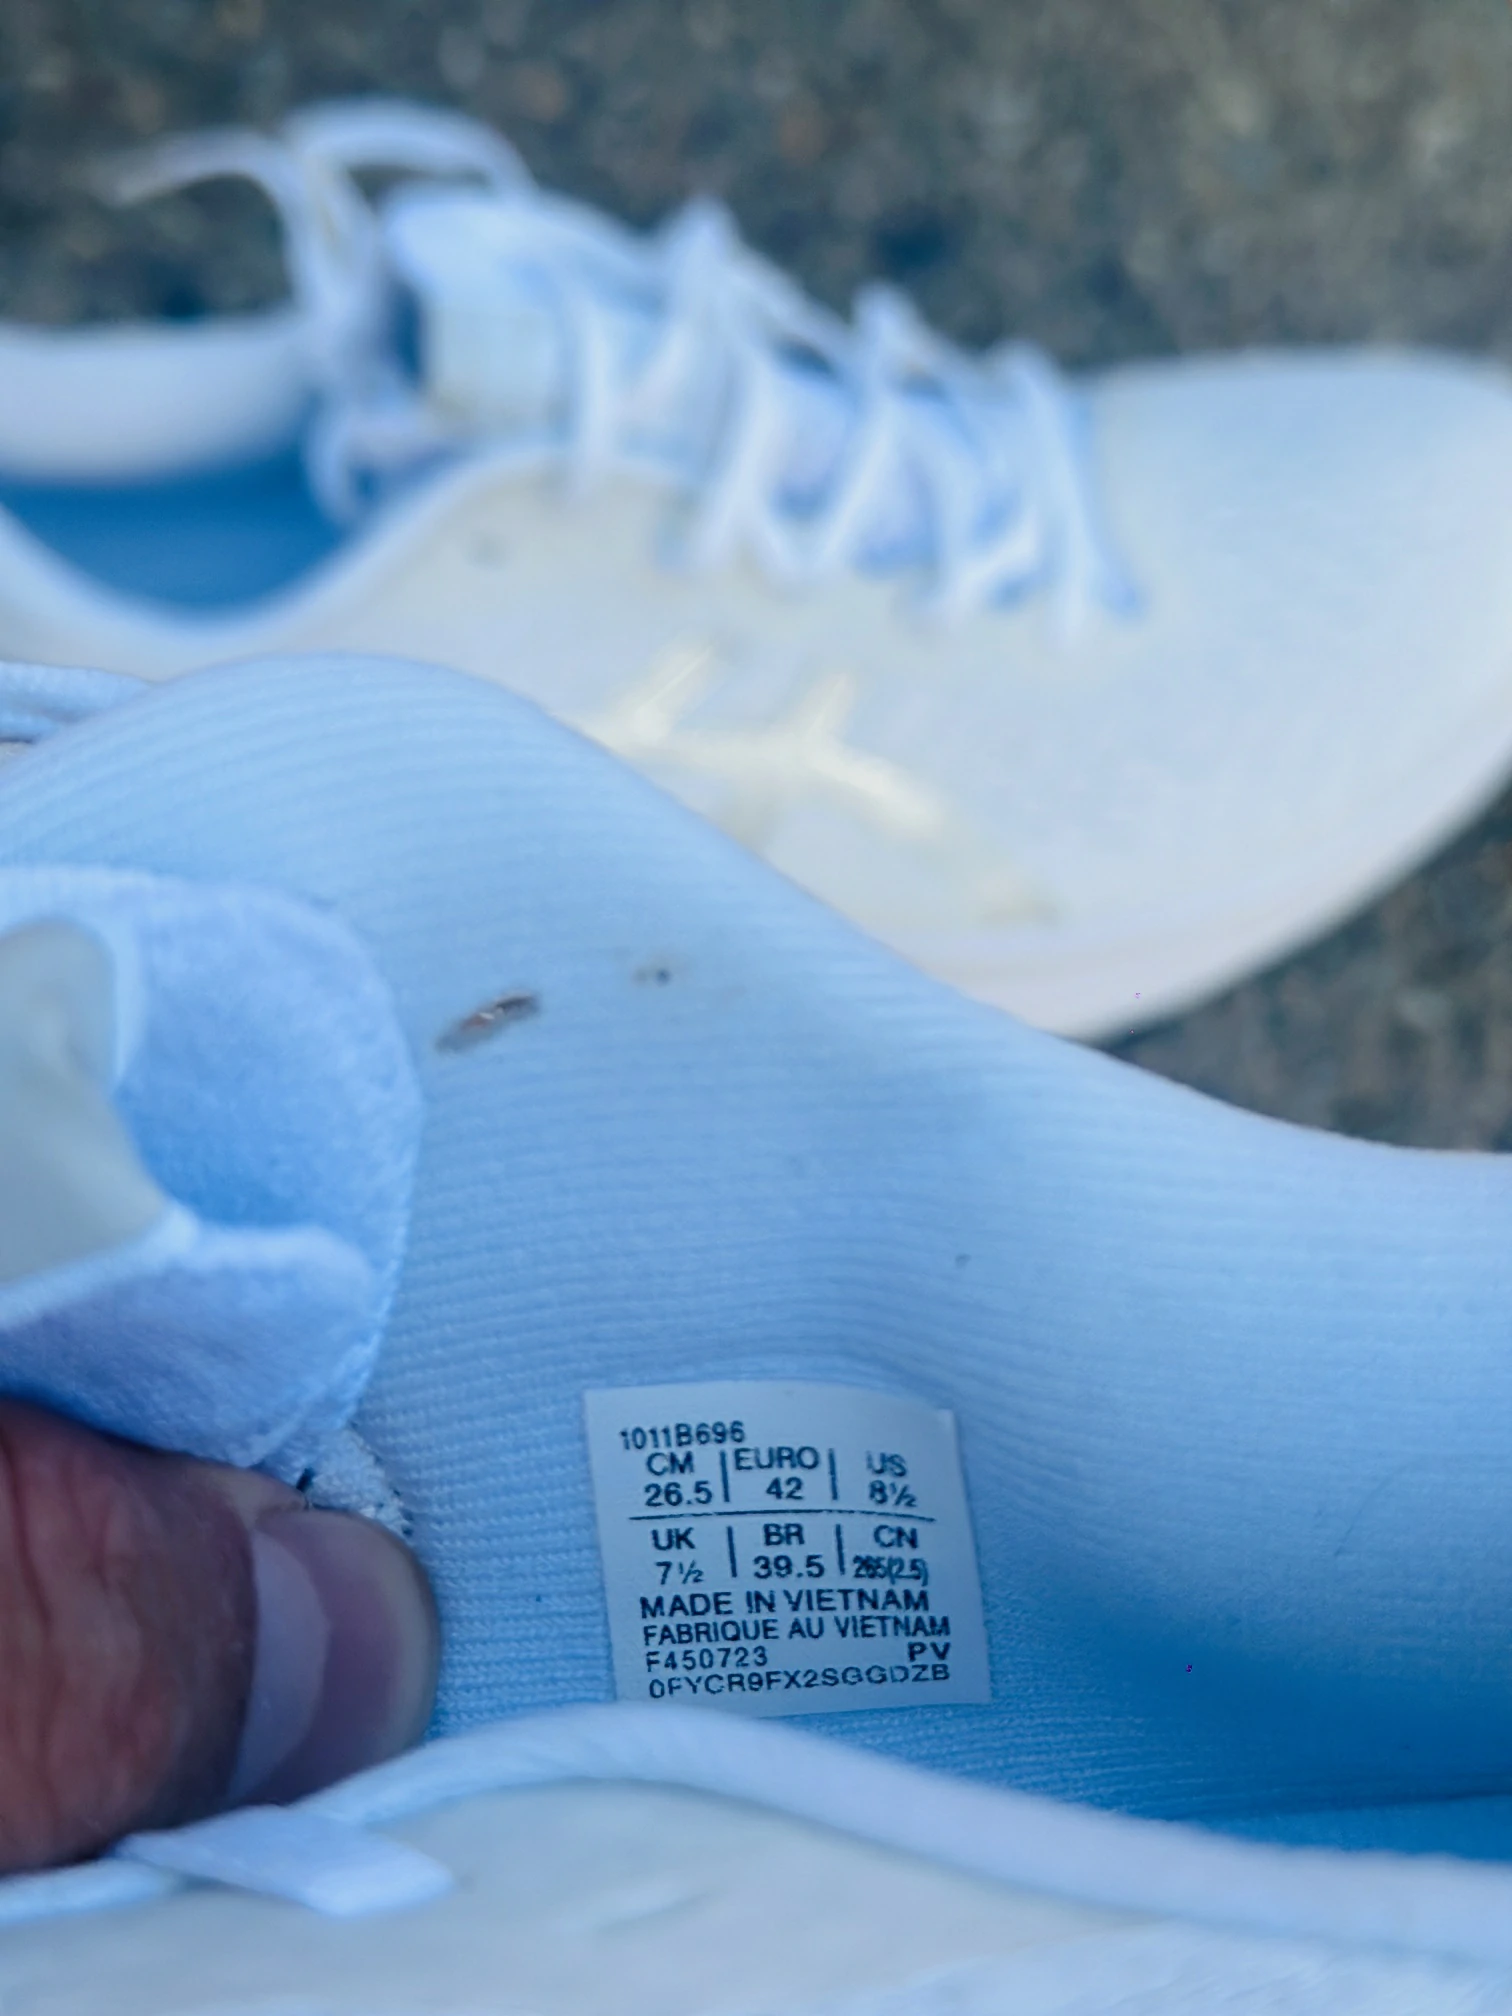 1011B696
CM | EURO | US
26.5 | 42 | 8½
UK | BR | CN
7½ | 39.5 | 265(2.5)
MADE IN VIETNAM
FABRIQUE AU VIETNAM
F450723 PV
0FYCR9FX2SGGDZB